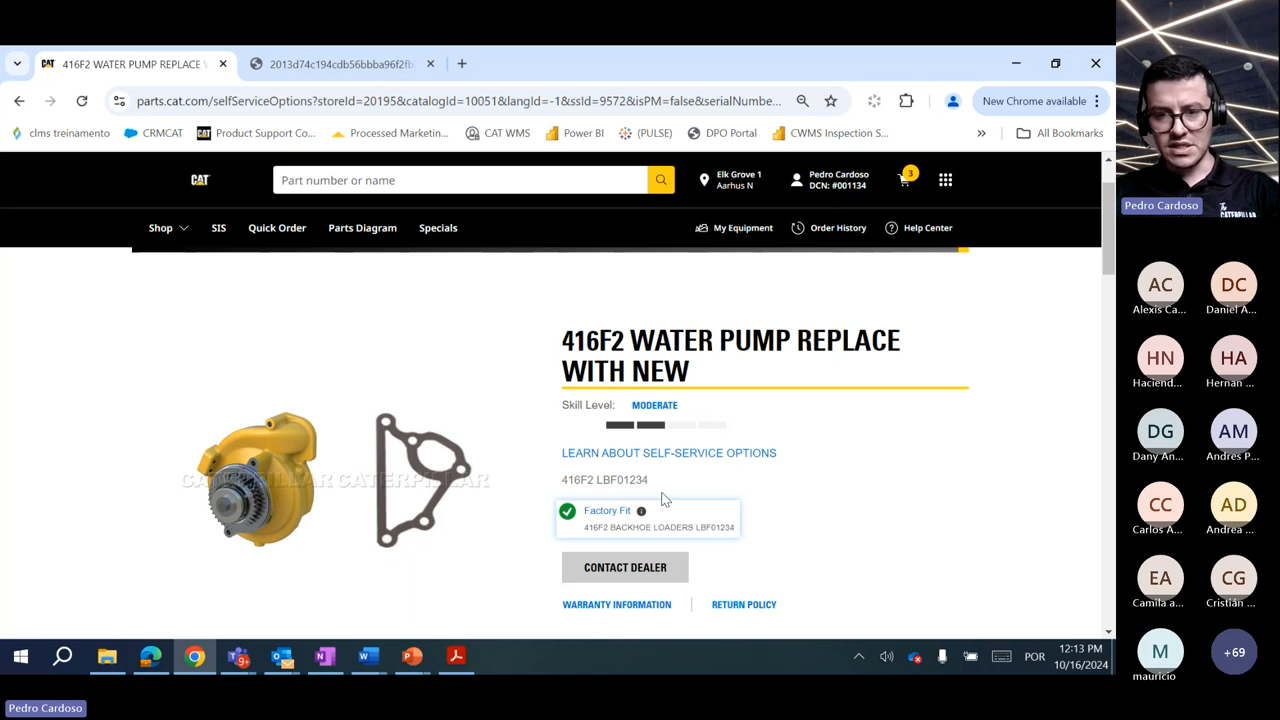 416F2 WATER PUMP REPLACE W
2013d74c194cdb56bbba96f2fb
parts.cat.com/selfServiceOptions?storeId=20195&catalogId=10051&langId=-1&ssId=9572&isPM=false&serialNumbe...
New Chrome available
clms treinamento
CRMCAT
Product Support Co...
Processed Marketin...
CAT WMS
Power BI
(PULSE)
DPO Portal
CWMS Inspection S...
All Bookmarks
CAT
Part number or name
Elk Grove 1
Aarhus N
Pedro Cardoso
DCN: #001134
3
Shop
SIS
Quick Order
Parts Diagram
Specials
My Equipment
Order History
Help Center
416F2 WATER PUMP REPLACE
WITH NEW
Skill Level: MODERATE
LEARN ABOUT SELF-SERVICE OPTIONS
416F2 LBF01234
Factory Fit
416F2 BACKHOE LOADERS LBF01234
CONTACT DEALER
WARRANTY INFORMATION
RETURN POLICY
CATERPILLAR CATERPILLAR
POR
12:13 PM
10/16/2024
Pedro Cardoso
Pedro Cardoso
AC
Alexis Ca...
DC
Daniel A...
HN
Haciend...
HA
Hernan ...
DG
Dany An...
AM
Andres P...
CC
Carlos A...
AD
Andrea ...
EA
Camila a...
CG
Cristián ...
M
mauricio
+69